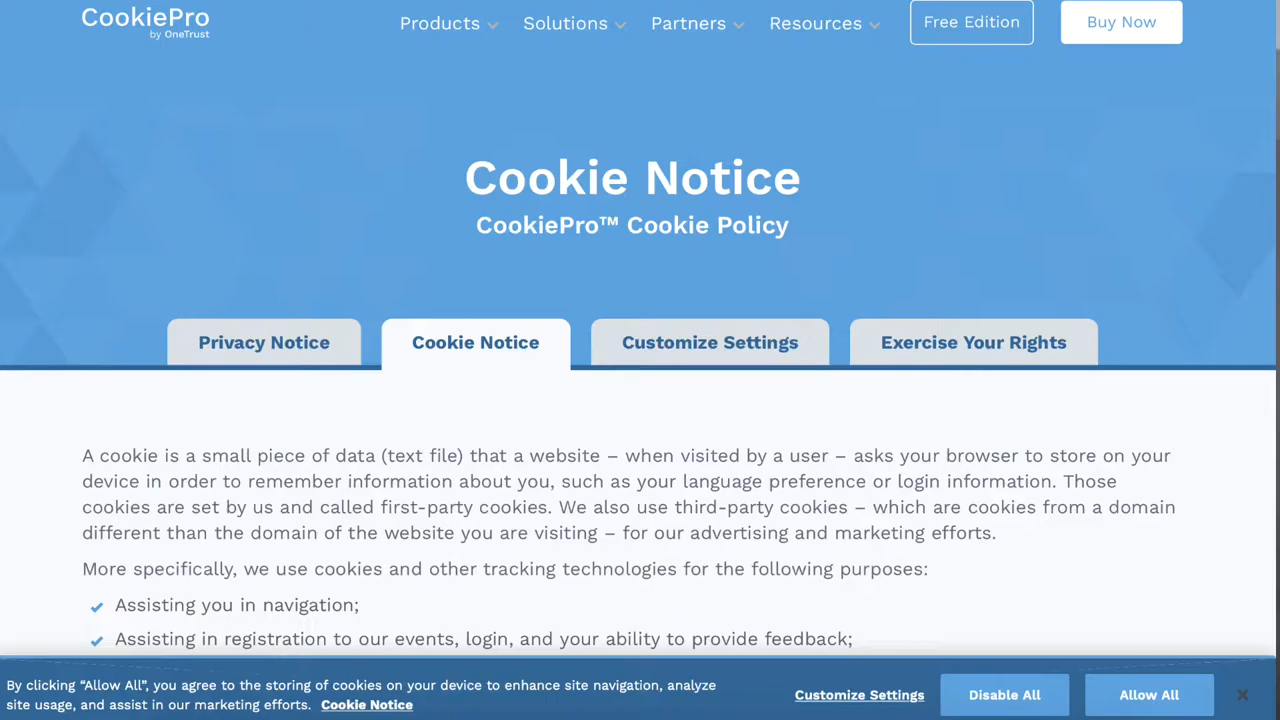 CookiePro
by OneTrust
Products
Solutions
Partners
Resources
Free Edition
Buy Now
Cookie Notice
CookiePro™ Cookie Policy
Privacy Notice
Cookie Notice
Customize Settings
Exercise Your Rights
A cookie is a small piece of data (text file) that a website – when visited by a user – asks your browser to store on your
device in order to remember information about you, such as your language preference or login information. Those
cookies are set by us and called first-party cookies. We also use third-party cookies – which are cookies from a domain
different than the domain of the website you are visiting – for our advertising and marketing efforts.
More specifically, we use cookies and other tracking technologies for the following purposes:
Assisting you in navigation;
Assisting in registration to our events, login, and your ability to provide feedback;
By clicking “Allow All”, you agree to the storing of cookies on your device to enhance site navigation, analyze
site usage, and assist in our marketing efforts. Cookie Notice
Customize Settings
Disable All
Allow All